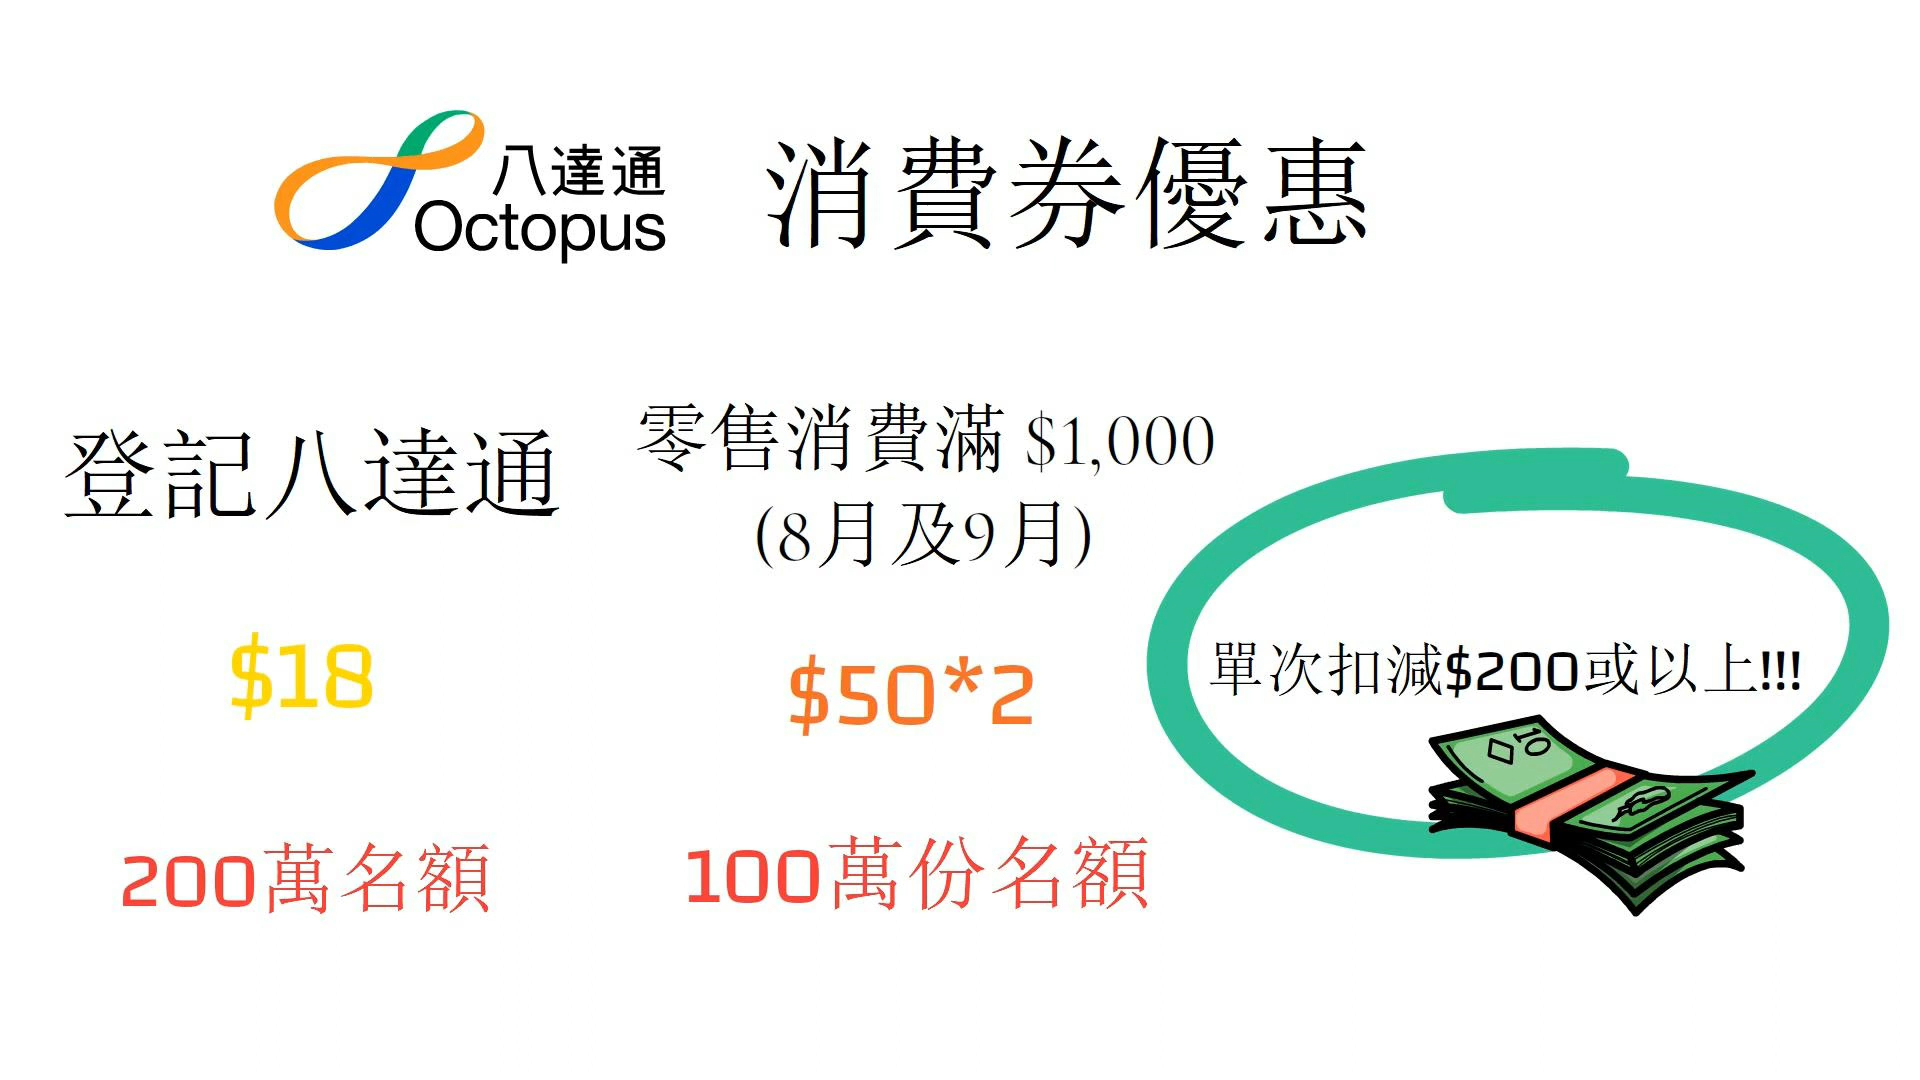 八達通
Octopus
消費券優惠
登記八達通
$18
200萬名額
零售消費滿 $1,000
(8月及9月)
$50*2
100萬份名額
單次扣減$200或以上!!!
10